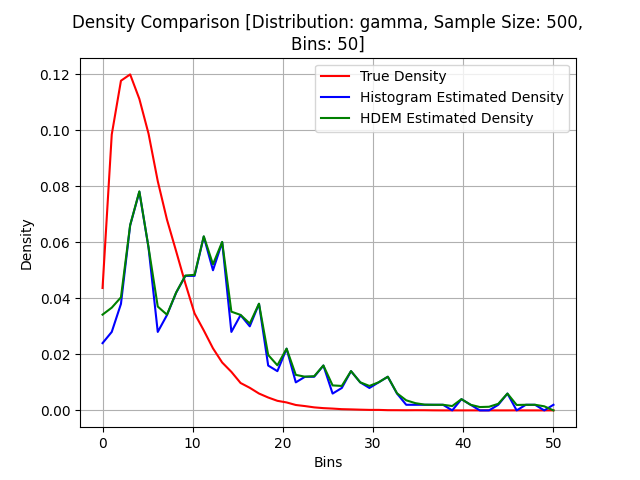 Density Comparison [Distribution: gamma, Sample Size: 500,
Bins: 50]
True Density
Histogram Estimated Density
HDEM Estimated Density
Density
0.12
0.10
0.08
0.06
0.04
0.02
0.00
0 10 20 30 40 50
Bins